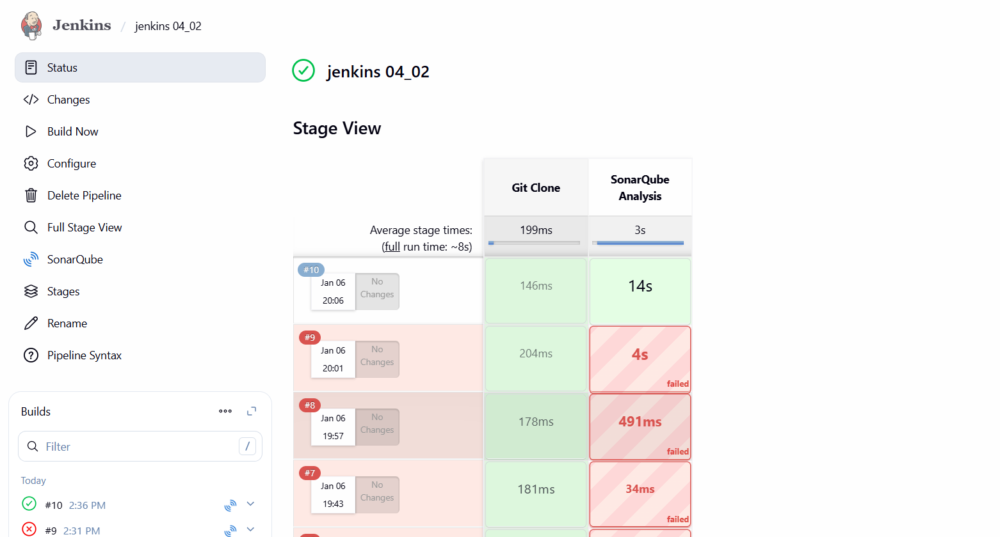 Jenkins / jenkins 04_02
Status
Changes
Build Now
Configure
Delete Pipeline
Full Stage View
SonarQube
Stages
Rename
Pipeline Syntax
Builds
Filter /
Today
#10 2:36 PM
#9 2:31 PM
jenkins 04_02
Stage View
Git Clone
SonarQube
Analysis
Average stage times:
(full run time: ~8s)
199ms
3s
#10
Jan 06
20:06
No
Changes
146ms
14s
#9
Jan 06
20:01
No
Changes
204ms
4s
failed
#8
Jan 06
19:57
No
Changes
178ms
491ms
failed
#7
Jan 06
19:43
No
Changes
181ms
34ms
failed